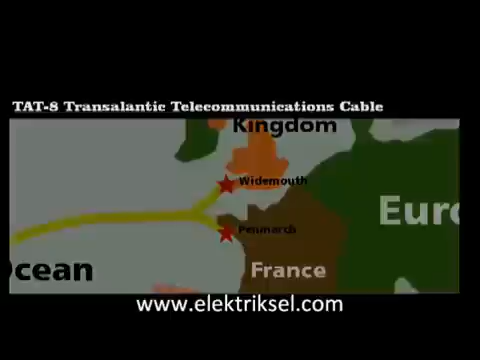 TAT-8 Transalantic Telecommunications Cable
Kingdom
Widemouth
Euro
Penmarch
Ocean
France
www.elektriksel.com